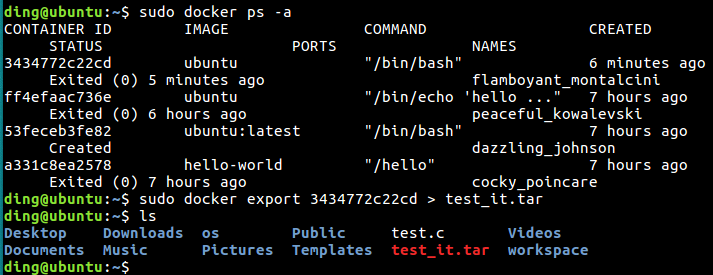 ding@ubuntu:~$ sudo docker ps -a
CONTAINER ID        IMAGE               COMMAND                  CREATED
     STATUS                      PORTS               NAMES
3434772c22cd        ubuntu              "/bin/bash"              6 minutes ago
     Exited (0) 5 minutes ago                        flamboyant_montalcini
ff4efaac736e        ubuntu              "/bin/echo 'hello ..."   7 hours ago
     Exited (0) 6 hours ago                          peaceful_kowalevski
53feceb3fe82        ubuntu:latest       "/bin/bash"              7 hours ago
     Created                                         dazzling_johnson
a331c8ea2578        hello-world         "/hello"                 7 hours ago
     Exited (0) 7 hours ago                          cocky_poincare
ding@ubuntu:~$ sudo docker export 3434772c22cd > test_it.tar
ding@ubuntu:~$ ls
Desktop    Downloads  os        Public     test.c       Videos
Documents  Music      Pictures  Templates  test_it.tar  workspace
ding@ubuntu:~$